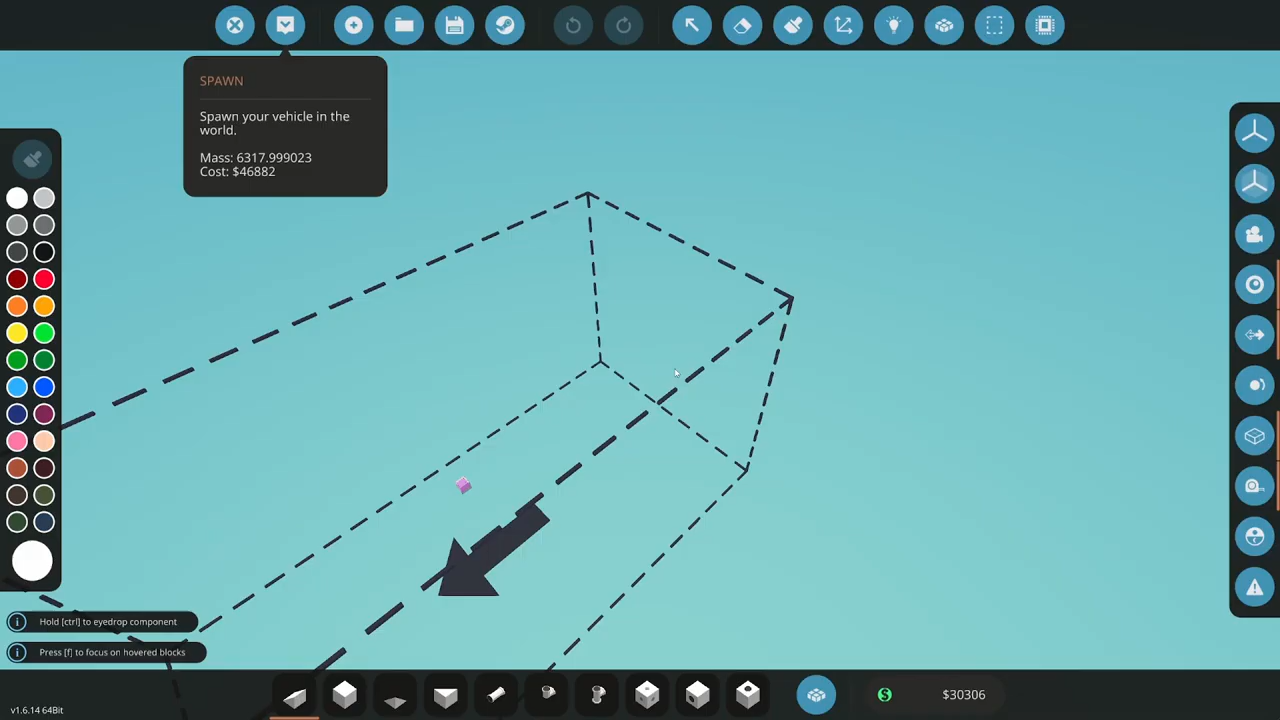 SPAWN
Spawn your vehicle in the
world.
Mass: 6317.999023
Cost: $46882
Hold [ctrl] to eyedrop component
Press [f] to focus on hovered blocks
v1.6.14 64Bit
$
$30306